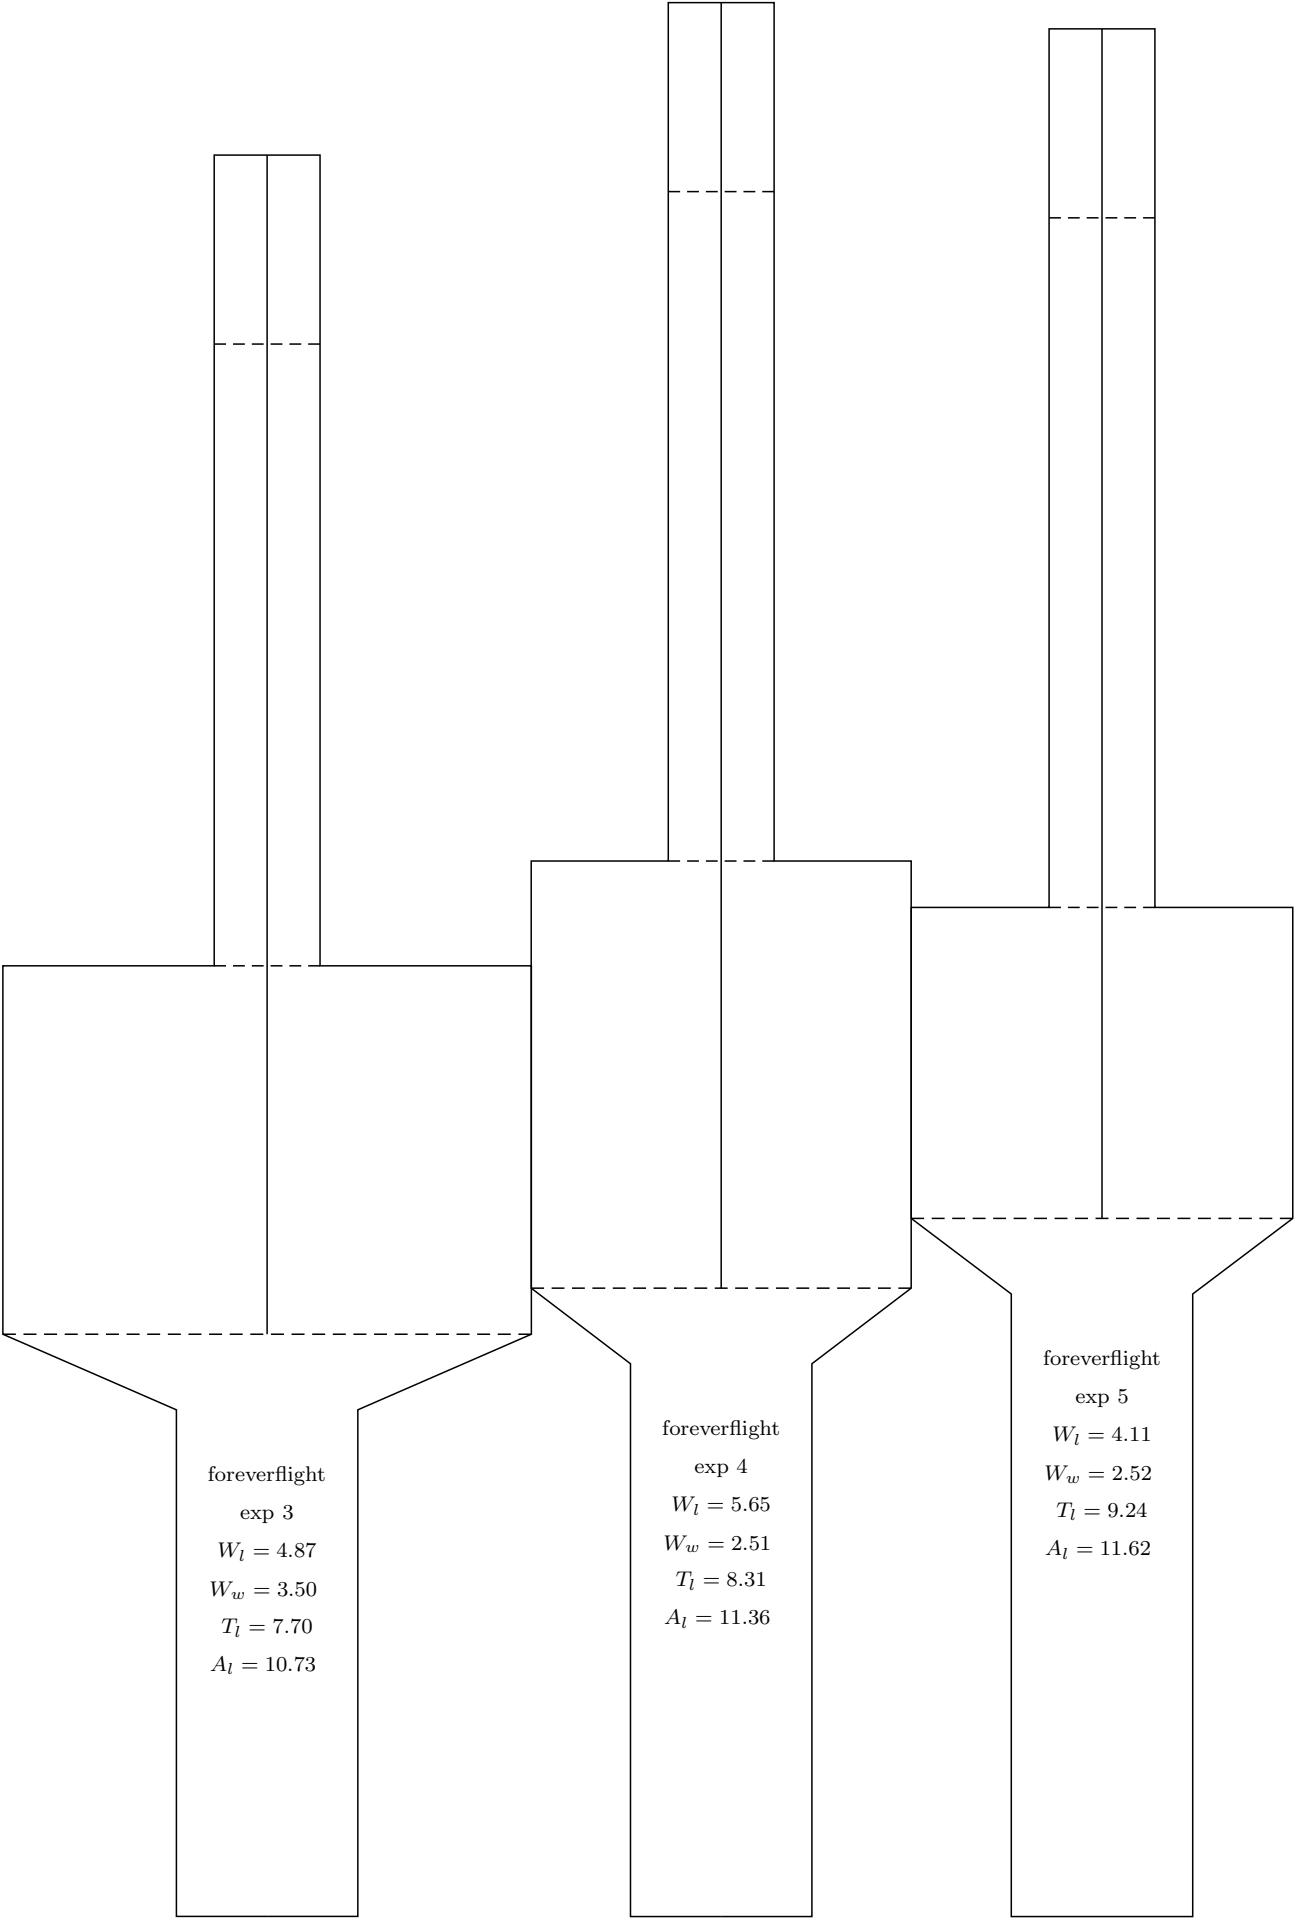 foreverflight
exp 3
W_l = 4.87
W_w = 3.50
T_l = 7.70
A_l = 10.73
foreverflight
exp 4
W_l = 5.65
W_w = 2.51
T_l = 8.31
A_l = 11.36
foreverflight
exp 5
W_l = 4.11
W_w = 2.52
T_l = 9.24
A_l = 11.62